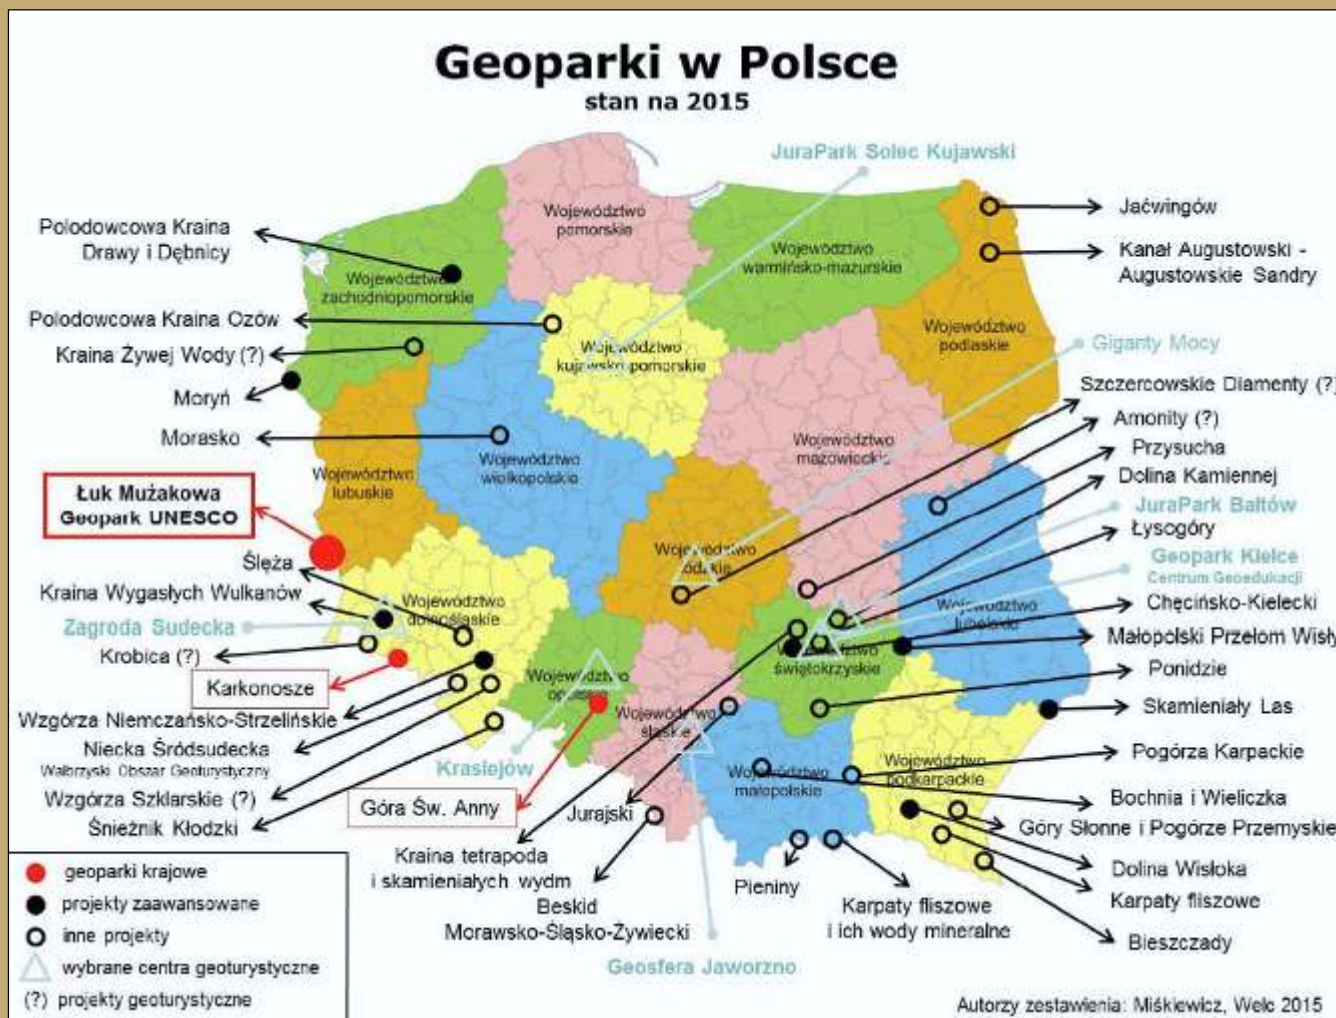 Geoparki w Polsce
stan na 2015
JuraPark Solec Kujawski
Województwo
pomorskie
Jaćwingów
Polodowcowa Kraina
Drawy i Dębnicy
Województwo
warmińsko-mazurskie
Kanał Augustowski -
Augustowskie Sandry
Województwo
zachodniopomorskie
Polodowcowa Kraina Ozów
Województwo
podlaskie
Giganty Mocy
Kraina Żywej Wody (?)
Województwo
kujawsko-pomorskie
Szczercowskie Diamenty (?)
Moryń
Amonity (?)
Morasko
Województwo
mazowieckie
Przysucha
Województwo
wielkopolskie
Dolina Kamiennej
Województwo
lubuskie
Łuk Mużakowa
Geopark UNESCO
JuraPark Bałtów
Łysogóry
Ślęża
Województwo
łódzkie
Geopark Kielce
Centrum Geoedukacji
Kraina Wygasłych Wulkanów
Województwo
dolnośląskie
Województwo
lubelskie
Chęcińsko-Kielecki
Zagroda Sudecka
Małopolski Przełom Wisły
Krobica (?)
Województwo
świętokrzyskie
Ponidzie
Karkonosze
Województwo
opolskie
Skamieniały Las
Wzgórza Niemczańsko-Strzelińskie
Województwo
śląskie
Niecka Śródsudecka
Wałbrzyski Obszar Geoturystyczny
Krasiejów
Województwo
małopolskie
Województwo
podkarpackie
Pogórza Karpackie
Wzgórza Szklarskie (?)
Góra Św. Anny
Jurajski
Bochnia i Wieliczka
Śnieżnik Kłodzki
Góry Słonne i Pogórze Przemyskie
Kraina tetrapoda
i skamieniałych wydm
Dolina Wisłoka
Pieniny
Karpaty fliszowe
Beskid
Morawsko-Śląsko-Żywiecki
Karpaty fliszowe
i ich wody mineralne
Bieszczady
Geosfera Jaworzno
geoparki krajowe
projekty zaawansowane
inne projekty
wybrane centra geoturystyczne
(?) projekty geoturystyczne
Autorzy zestawienia: Miśkiewicz, Welc 2015